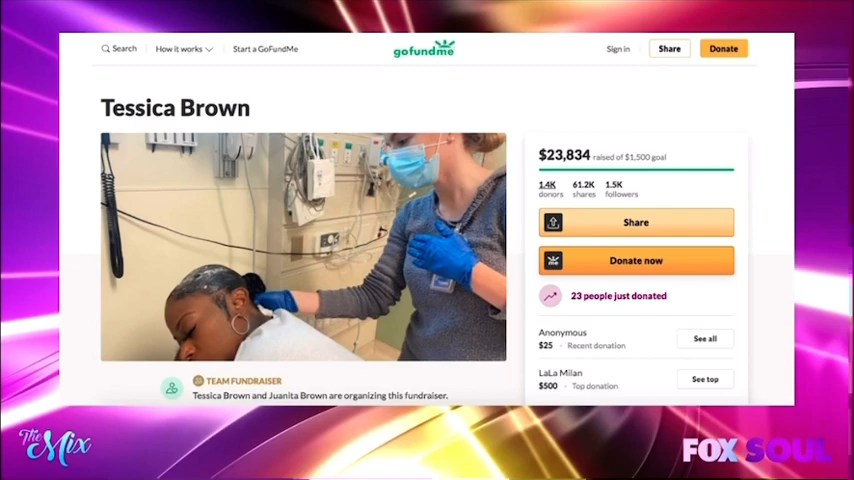 Search
How it works
Start a GoFundMe
gofundme
Sign in
Share
Donate
Tessica Brown
$23,834 raised of $1,500 goal
1.4K donors
61.2K shares
1.5K followers
Share
Donate now
23 people just donated
Anonymous
$25 · Recent donation
See all
LaLa Milan
$500 · Top donation
See top
TEAM FUNDRAISER
Tessica Brown and Juanita Brown are organizing this fundraiser.
The Mix
FOX SOUL